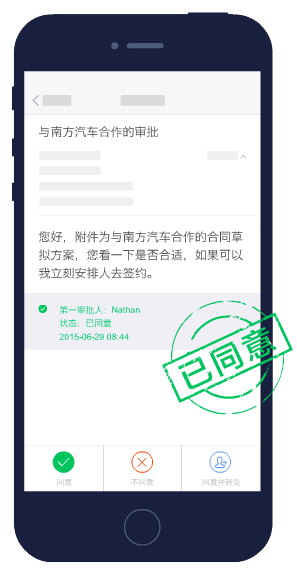 与南方汽车合作的审批
您好，附件为与南方汽车合作的合同草
拟方案，您看一下是否合适，如果可以
我立刻安排人去签约。
第一审批人：Nathan
状态：已同意
2015-06-29 08:44
已同意
同意
不同意
同意并转交